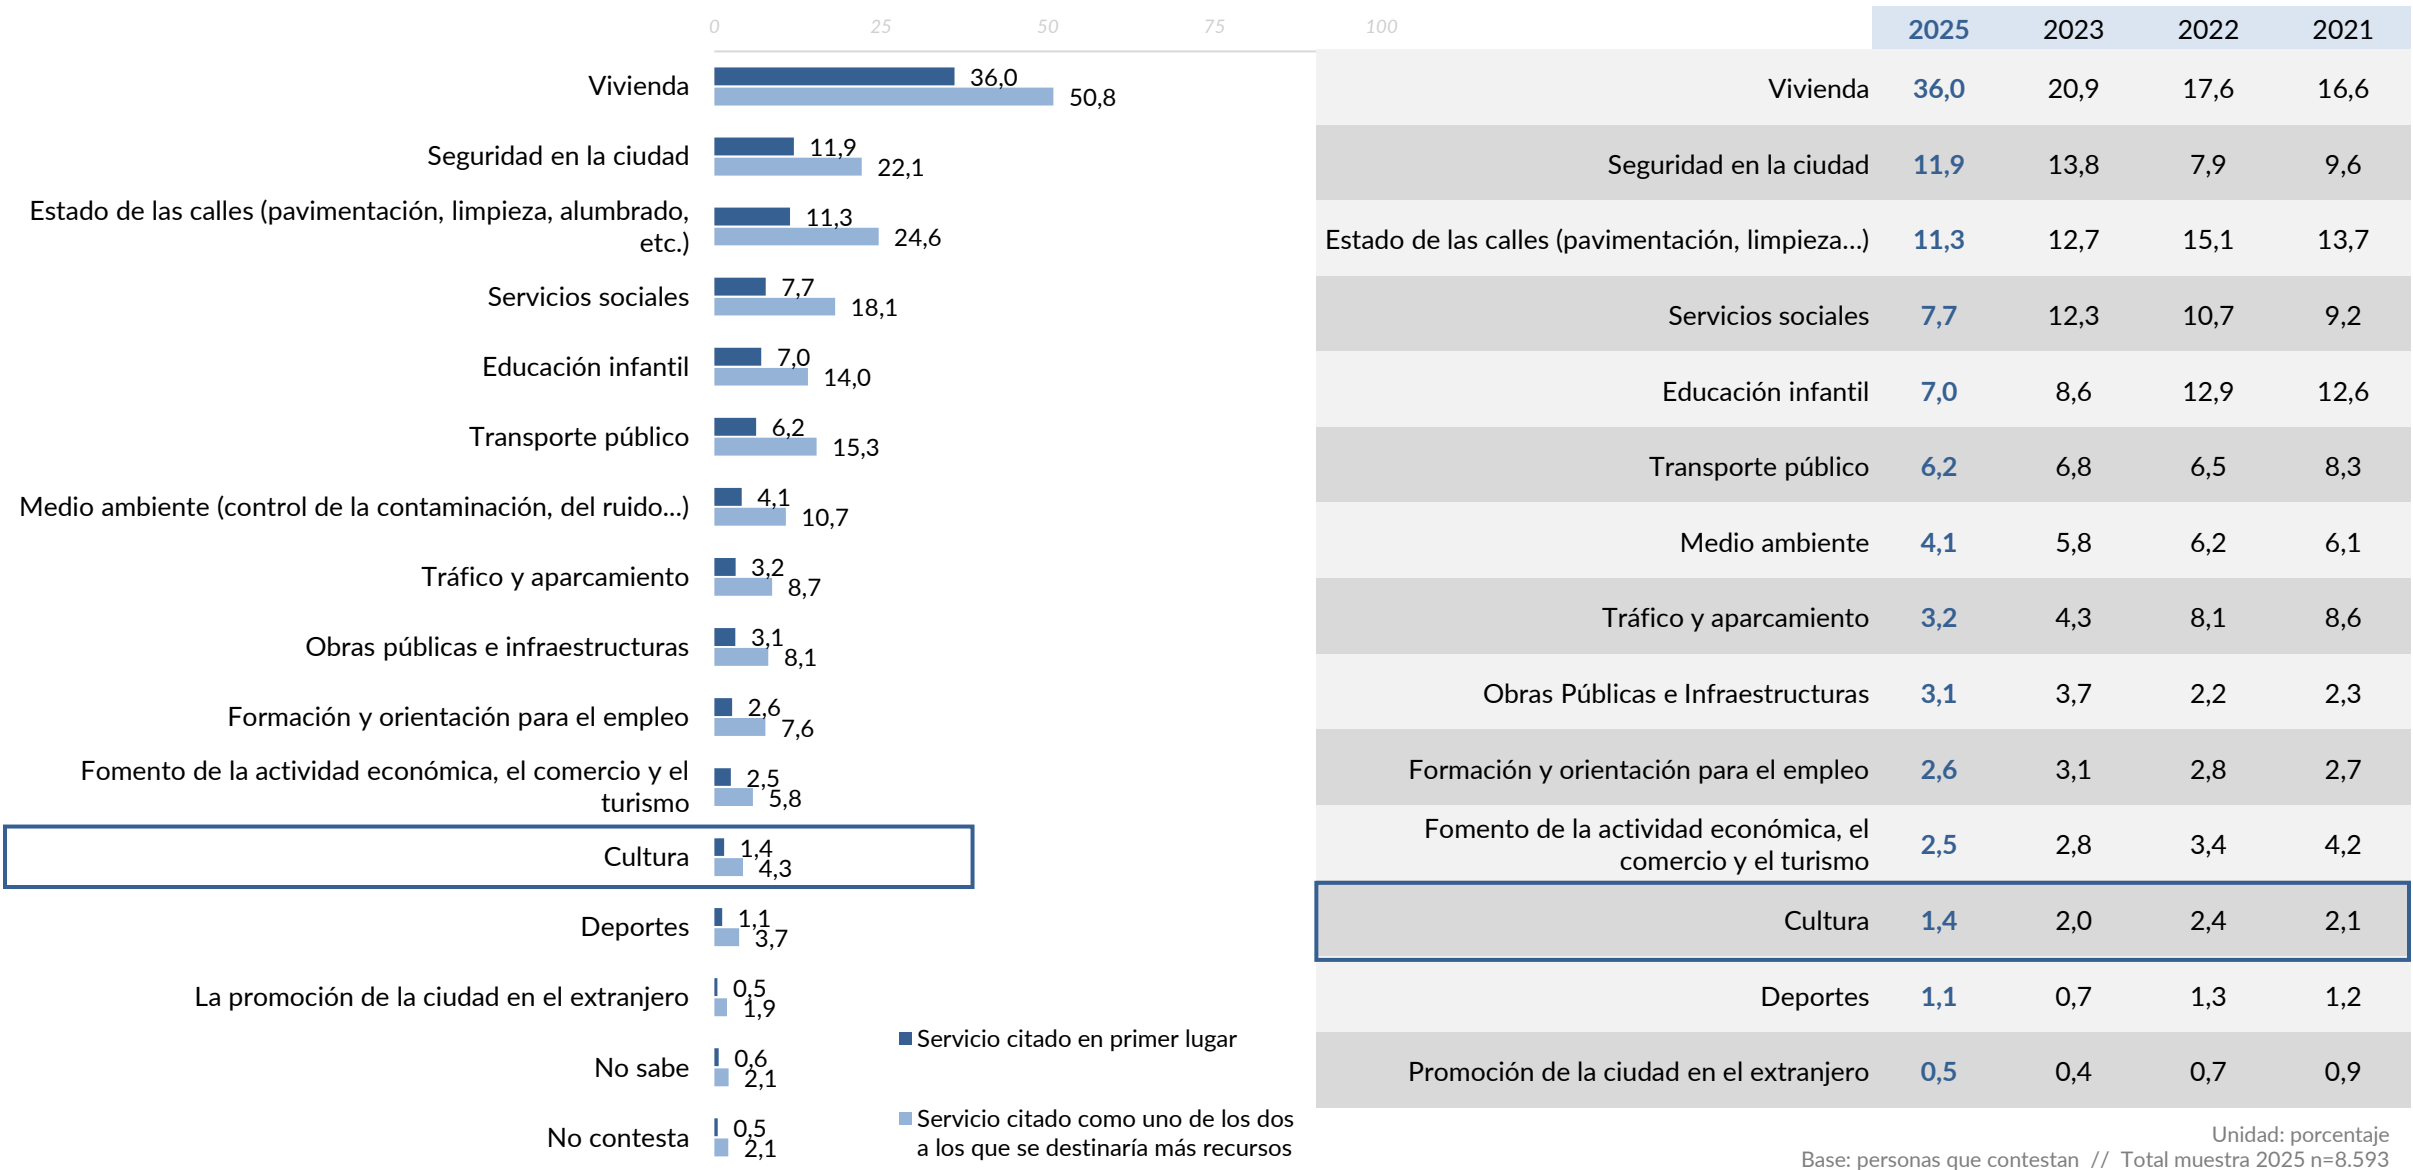 0 25 50 75 100
Vivienda 36,0
50,8
Seguridad en la ciudad 11,9
22,1
Estado de las calles (pavimentación, limpieza, alumbrado,
etc.) 11,3
24,6
Servicios sociales 7,7
18,1
Educación infantil 7,0
14,0
Transporte público 6,2
15,3
Medio ambiente (control de la contaminación, del ruido...) 4,1
10,7
Tráfico y aparcamiento 3,2
8,7
Obras públicas e infraestructuras 3,1
8,1
Formación y orientación para el empleo 2,6
7,6
Fomento de la actividad económica, el comercio y el
turismo 2,5
5,8
Cultura 1,4
4,3
Deportes 1,1
3,7
La promoción de la ciudad en el extranjero 0,5
1,9
No sabe 0,6
2,1
No contesta 0,5
2,1
Servicio citado en primer lugar
Servicio citado como uno de los dos
a los que se destinaría más recursos
2025 2023 2022 2021
Vivienda 36,0 20,9 17,6 16,6
Seguridad en la ciudad 11,9 13,8 7,9 9,6
Estado de las calles (pavimentación, limpieza...) 11,3 12,7 15,1 13,7
Servicios sociales 7,7 12,3 10,7 9,2
Educación infantil 7,0 8,6 12,9 12,6
Transporte público 6,2 6,8 6,5 8,3
Medio ambiente 4,1 5,8 6,2 6,1
Tráfico y aparcamiento 3,2 4,3 8,1 8,6
Obras Públicas e Infraestructuras 3,1 3,7 2,2 2,3
Formación y orientación para el empleo 2,6 3,1 2,8 2,7
Fomento de la actividad económica, el
comercio y el turismo 2,5 2,8 3,4 4,2
Cultura 1,4 2,0 2,4 2,1
Deportes 1,1 0,7 1,3 1,2
Promoción de la ciudad en el extranjero 0,5 0,4 0,7 0,9
Unidad: porcentaje
Base: personas que contestan // Total muestra 2025 n=8.593